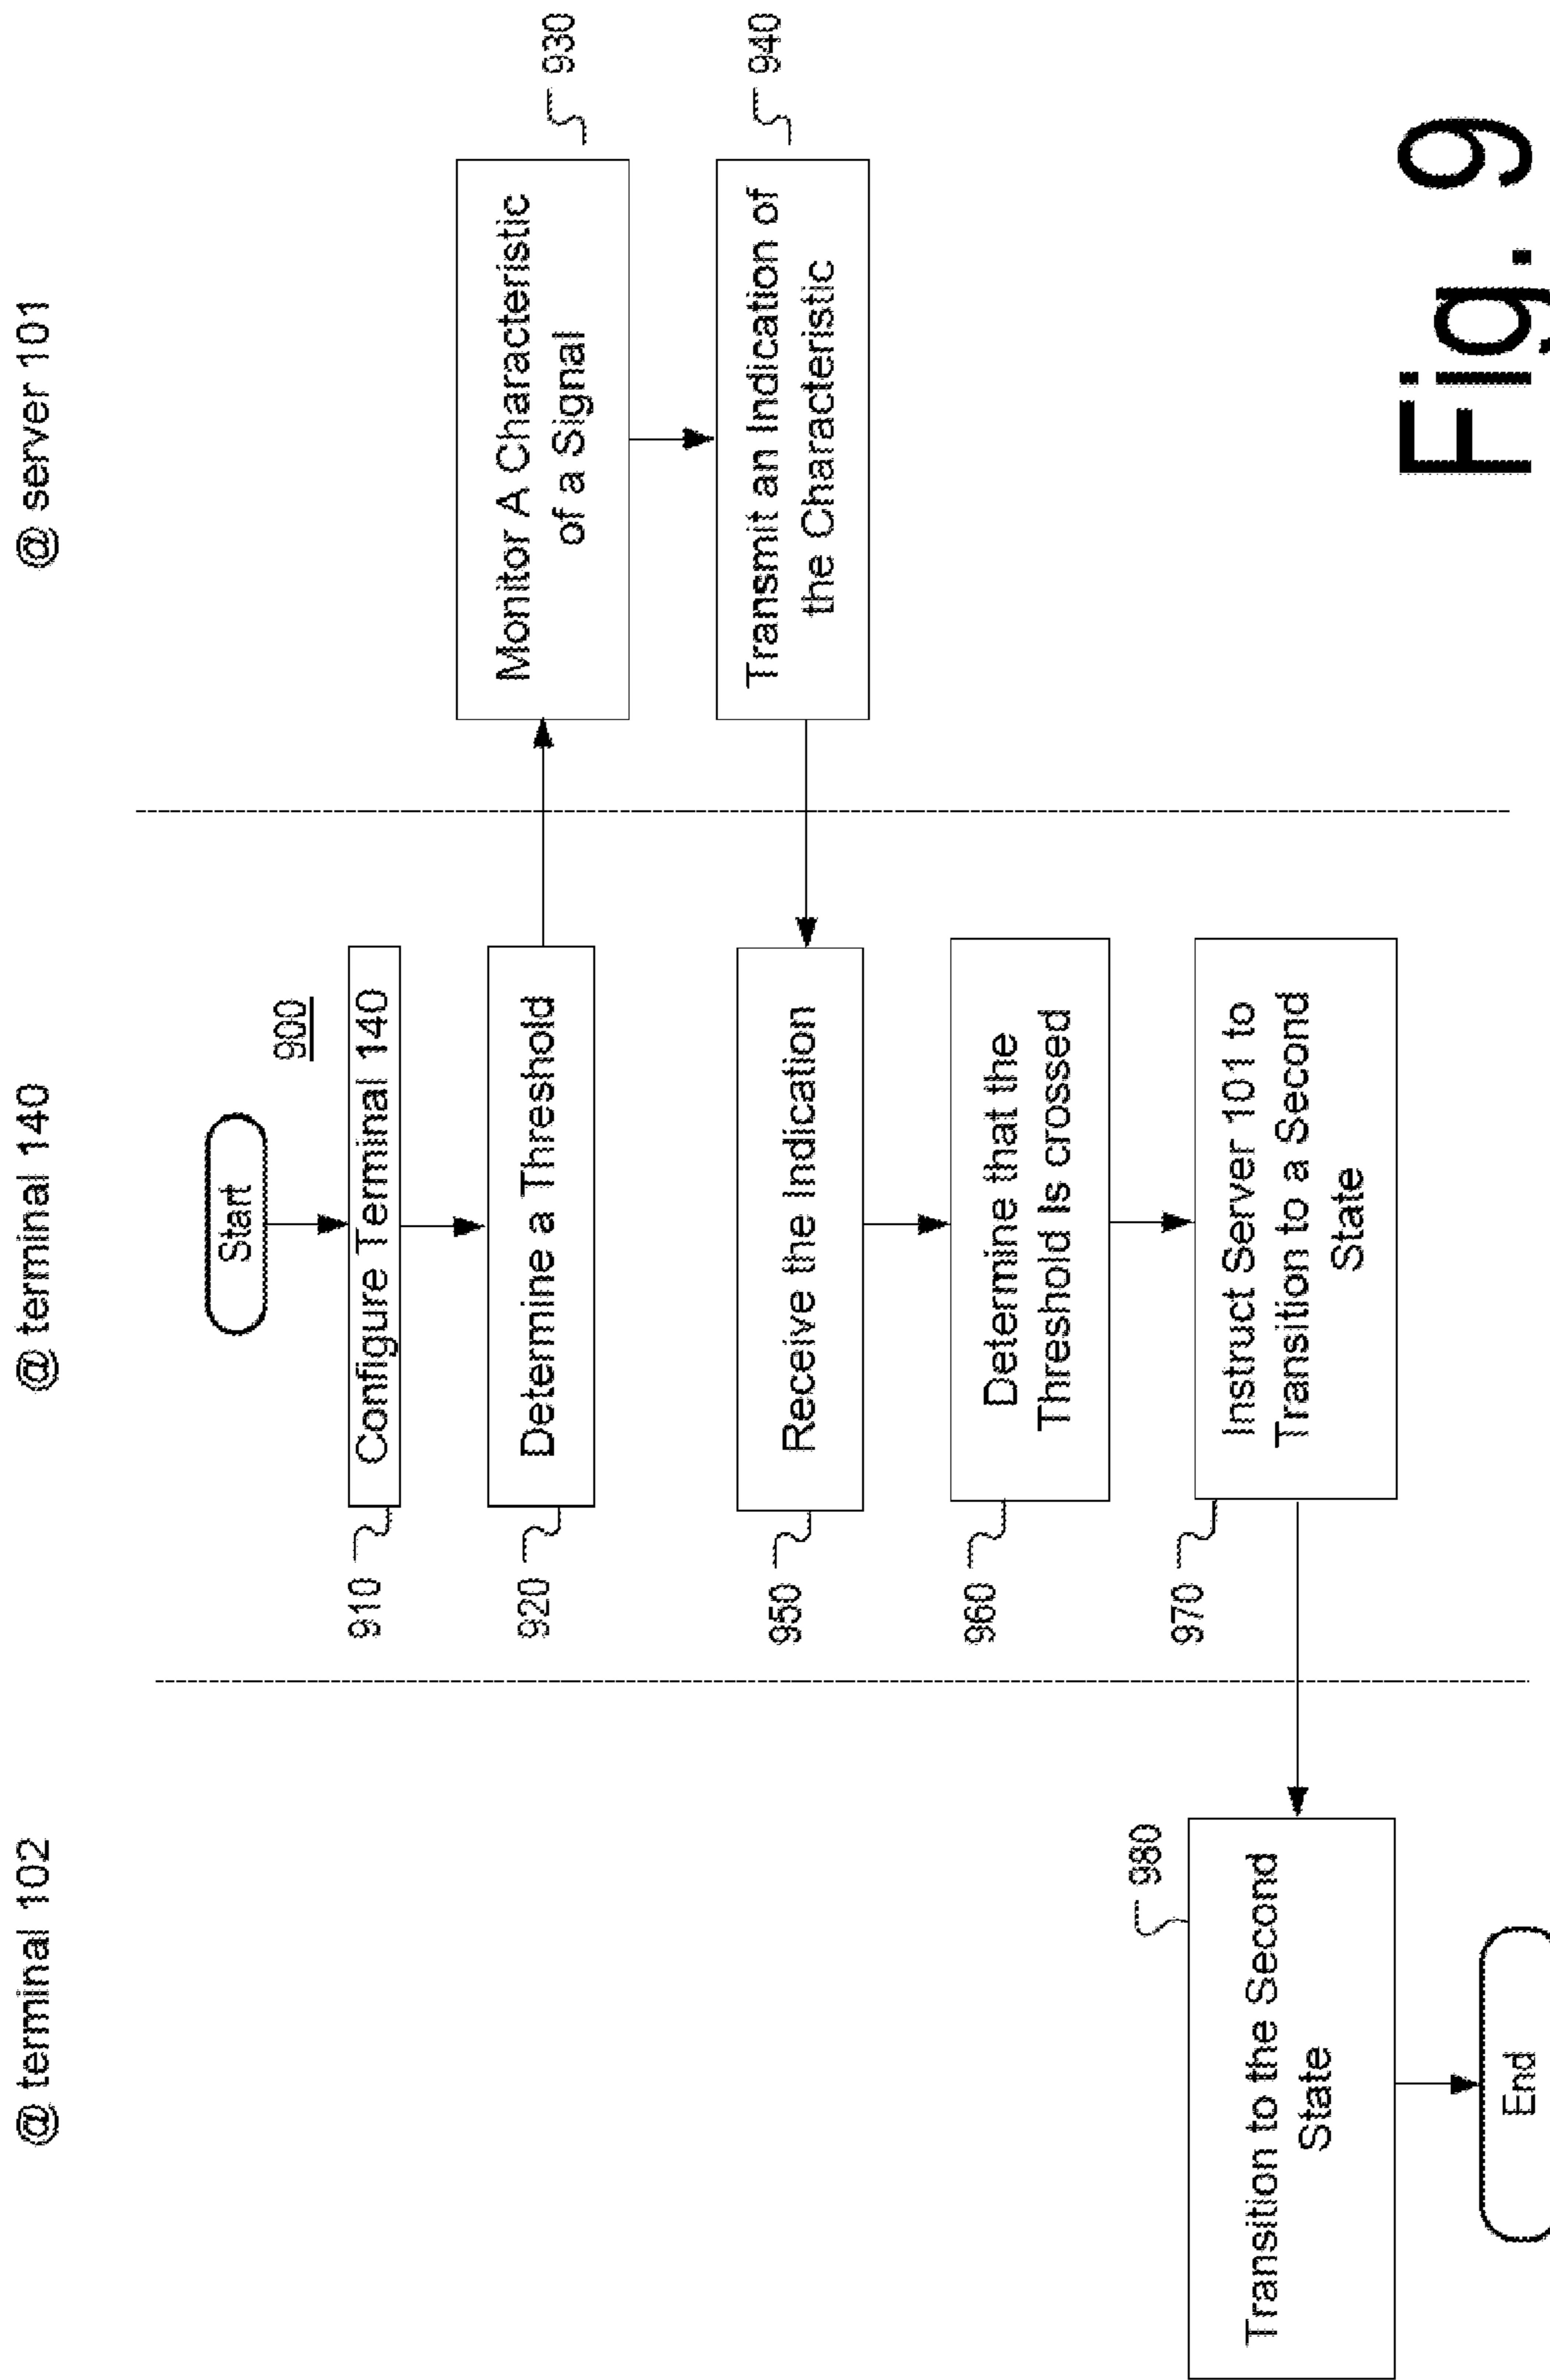 @ terminal 102
@ terminal 140
@ server 101
900
Start
910
Configure Terminal 140
920
Determine a Threshold
Monitor A Characteristic
of a Signal
930
Transmit an Indication of
the Characteristic
940
950
Receive the Indication
960
Determine that the
Threshold Is crossed
970
Instruct Server 101 to
Transition to a Second
State
980
Transition to the Second
State
End
Fig. 9